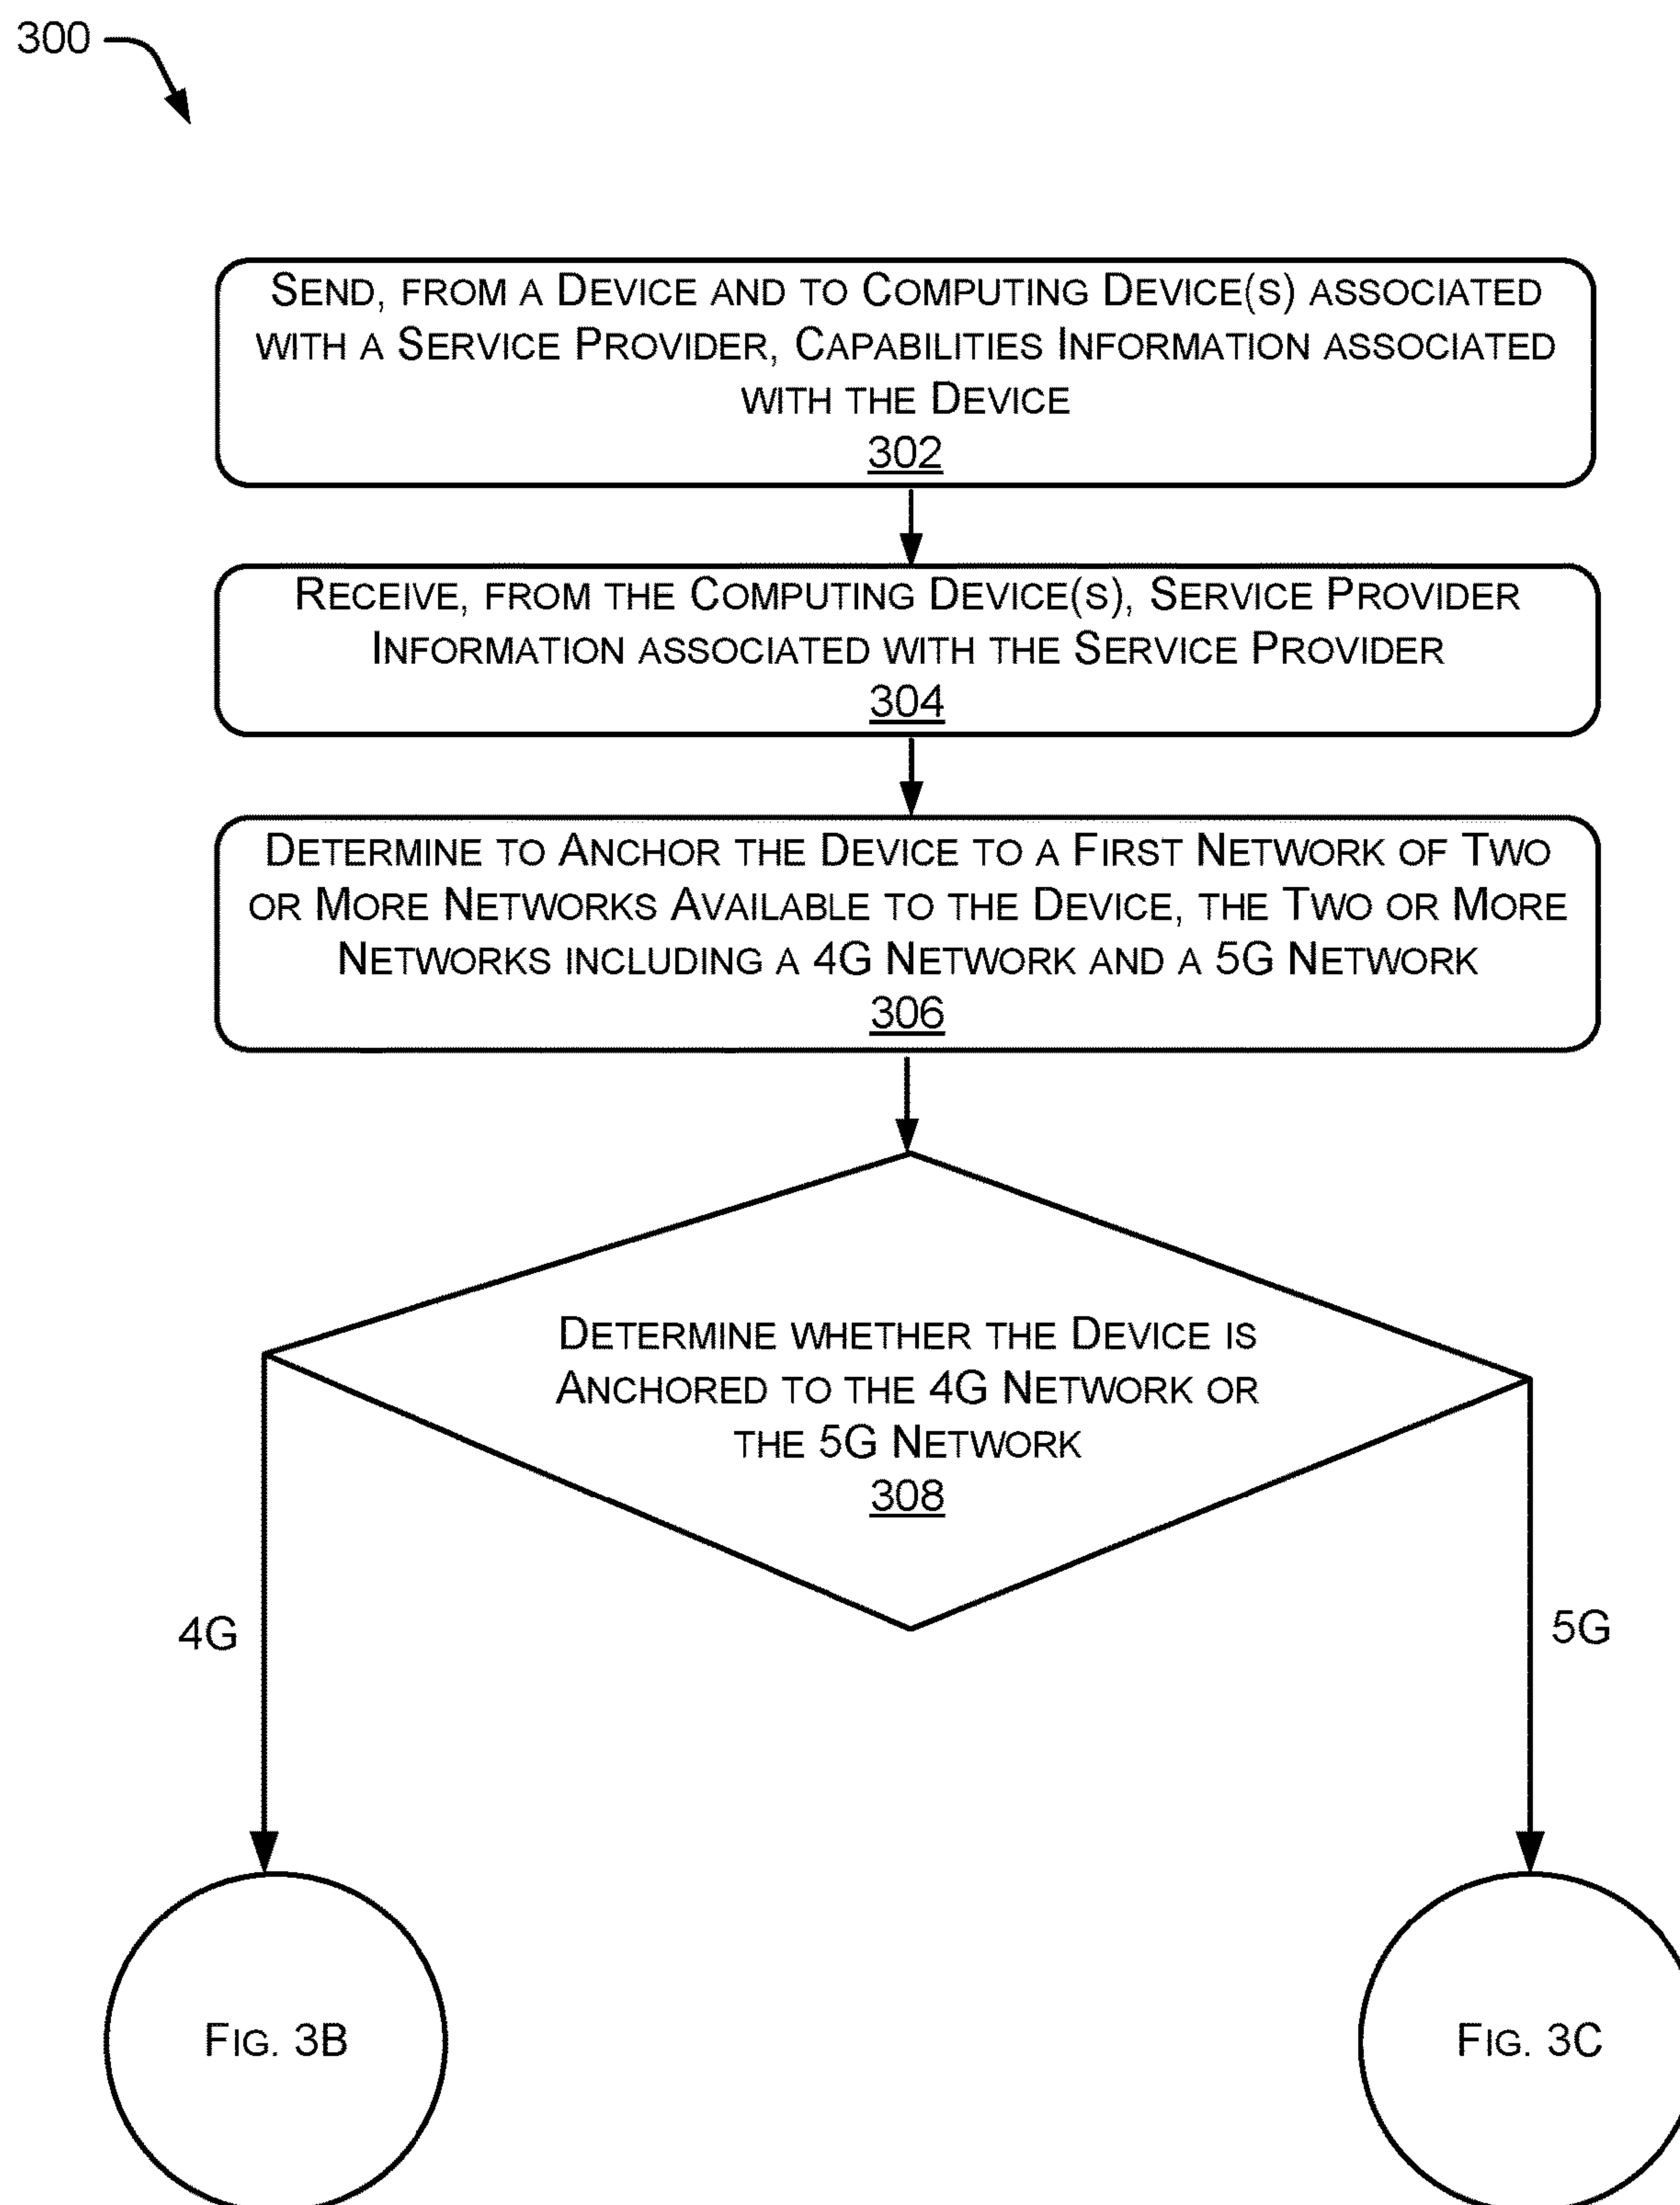 300
SEND, FROM A DEVICE AND TO COMPUTING DEVICE(S) ASSOCIATED
WITH A SERVICE PROVIDER, CAPABILITIES INFORMATION ASSOCIATED
WITH THE DEVICE
302
RECEIVE, FROM THE COMPUTING DEVICE(S), SERVICE PROVIDER
INFORMATION ASSOCIATED WITH THE SERVICE PROVIDER
304
DETERMINE TO ANCHOR THE DEVICE TO A FIRST NETWORK OF TWO
OR MORE NETWORKS AVAILABLE TO THE DEVICE, THE TWO OR MORE
NETWORKS INCLUDING A 4G NETWORK AND A 5G NETWORK
306
DETERMINE WHETHER THE DEVICE IS
ANCHORED TO THE 4G NETWORK OR
THE 5G NETWORK
308
4G
5G
FIG. 3B
FIG. 3C